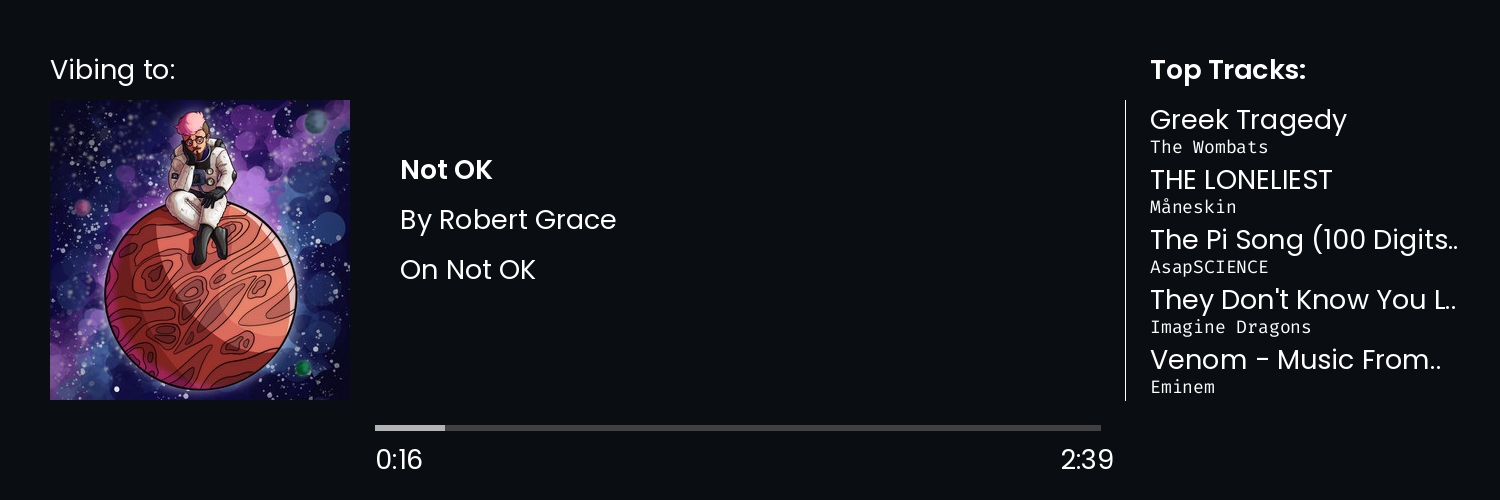 Vibing to:
Not OK
By Robert Grace
On Not OK
0:16
2:39
Top Tracks:
Greek Tragedy
The Wombats
THE LONELIEST
Måneskin
The Pi Song (100 Digits..
AsapSCIENCE
They Don't Know You L..
Imagine Dragons
Venom - Music From..
Eminem